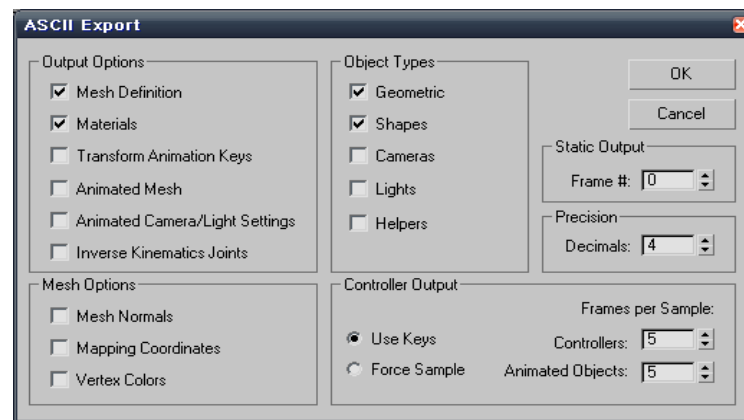 ASCII Export
Output Options
Mesh Definition
Materials
Transform Animation Keys
Animated Mesh
Animated Camera/Light Settings
Inverse Kinematics Joints
Object Types
Geometric
Shapes
Cameras
Lights
Helpers
OK
Cancel
Static Output
Frame #: 0
Precision
Decimals: 4
Mesh Options
Mesh Normals
Mapping Coordinates
Vertex Colors
Controller Output
Use Keys
Force Sample
Frames per Sample:
Controllers: 5
Animated Objects: 5